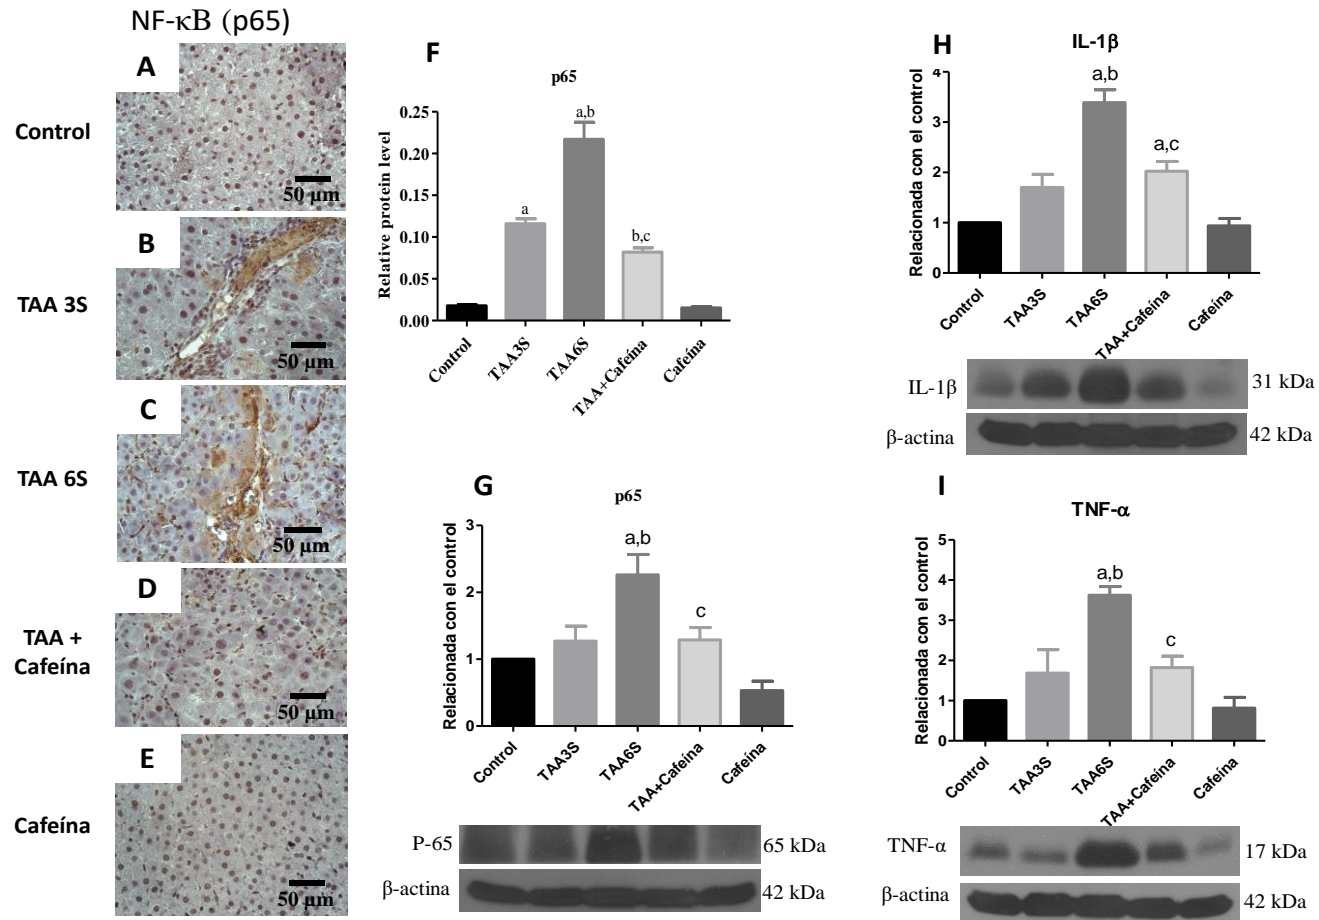 NF-κB (p65)
A
Control
50 µm
B
TAA 3S
50 µm
C
TAA 6S
50 µm
D
TAA +
Cafeína
50 µm
E
Cafeína
50 µm
F
p65
Relative protein level
0.25
0.20
0.15
0.10
0.05
0.00
a
a,b
b,c
Control
TAA3S
TAA6S
TAA+Cafeína
Cafeína
G
p65
Relacionada con el control
3
2
1
0
a,b
c
Control
TAA3S
TAA6S
TAA+Cafeína
Cafeína
P-65
65 kDa
β-actina
42 kDa
H
IL-1β
Relacionada con el control
4
3
2
1
0
a,b
a,c
Control
TAA3S
TAA6S
TAA+Cafeína
Cafeína
IL-1β
31 kDa
β-actina
42 kDa
I
TNF-α
Relacionada con el control
5
4
3
2
1
0
a,b
c
Control
TAA3S
TAA6S
TAA+Cafeína
Cafeína
TNF-α
17 kDa
β-actina
42 kDa